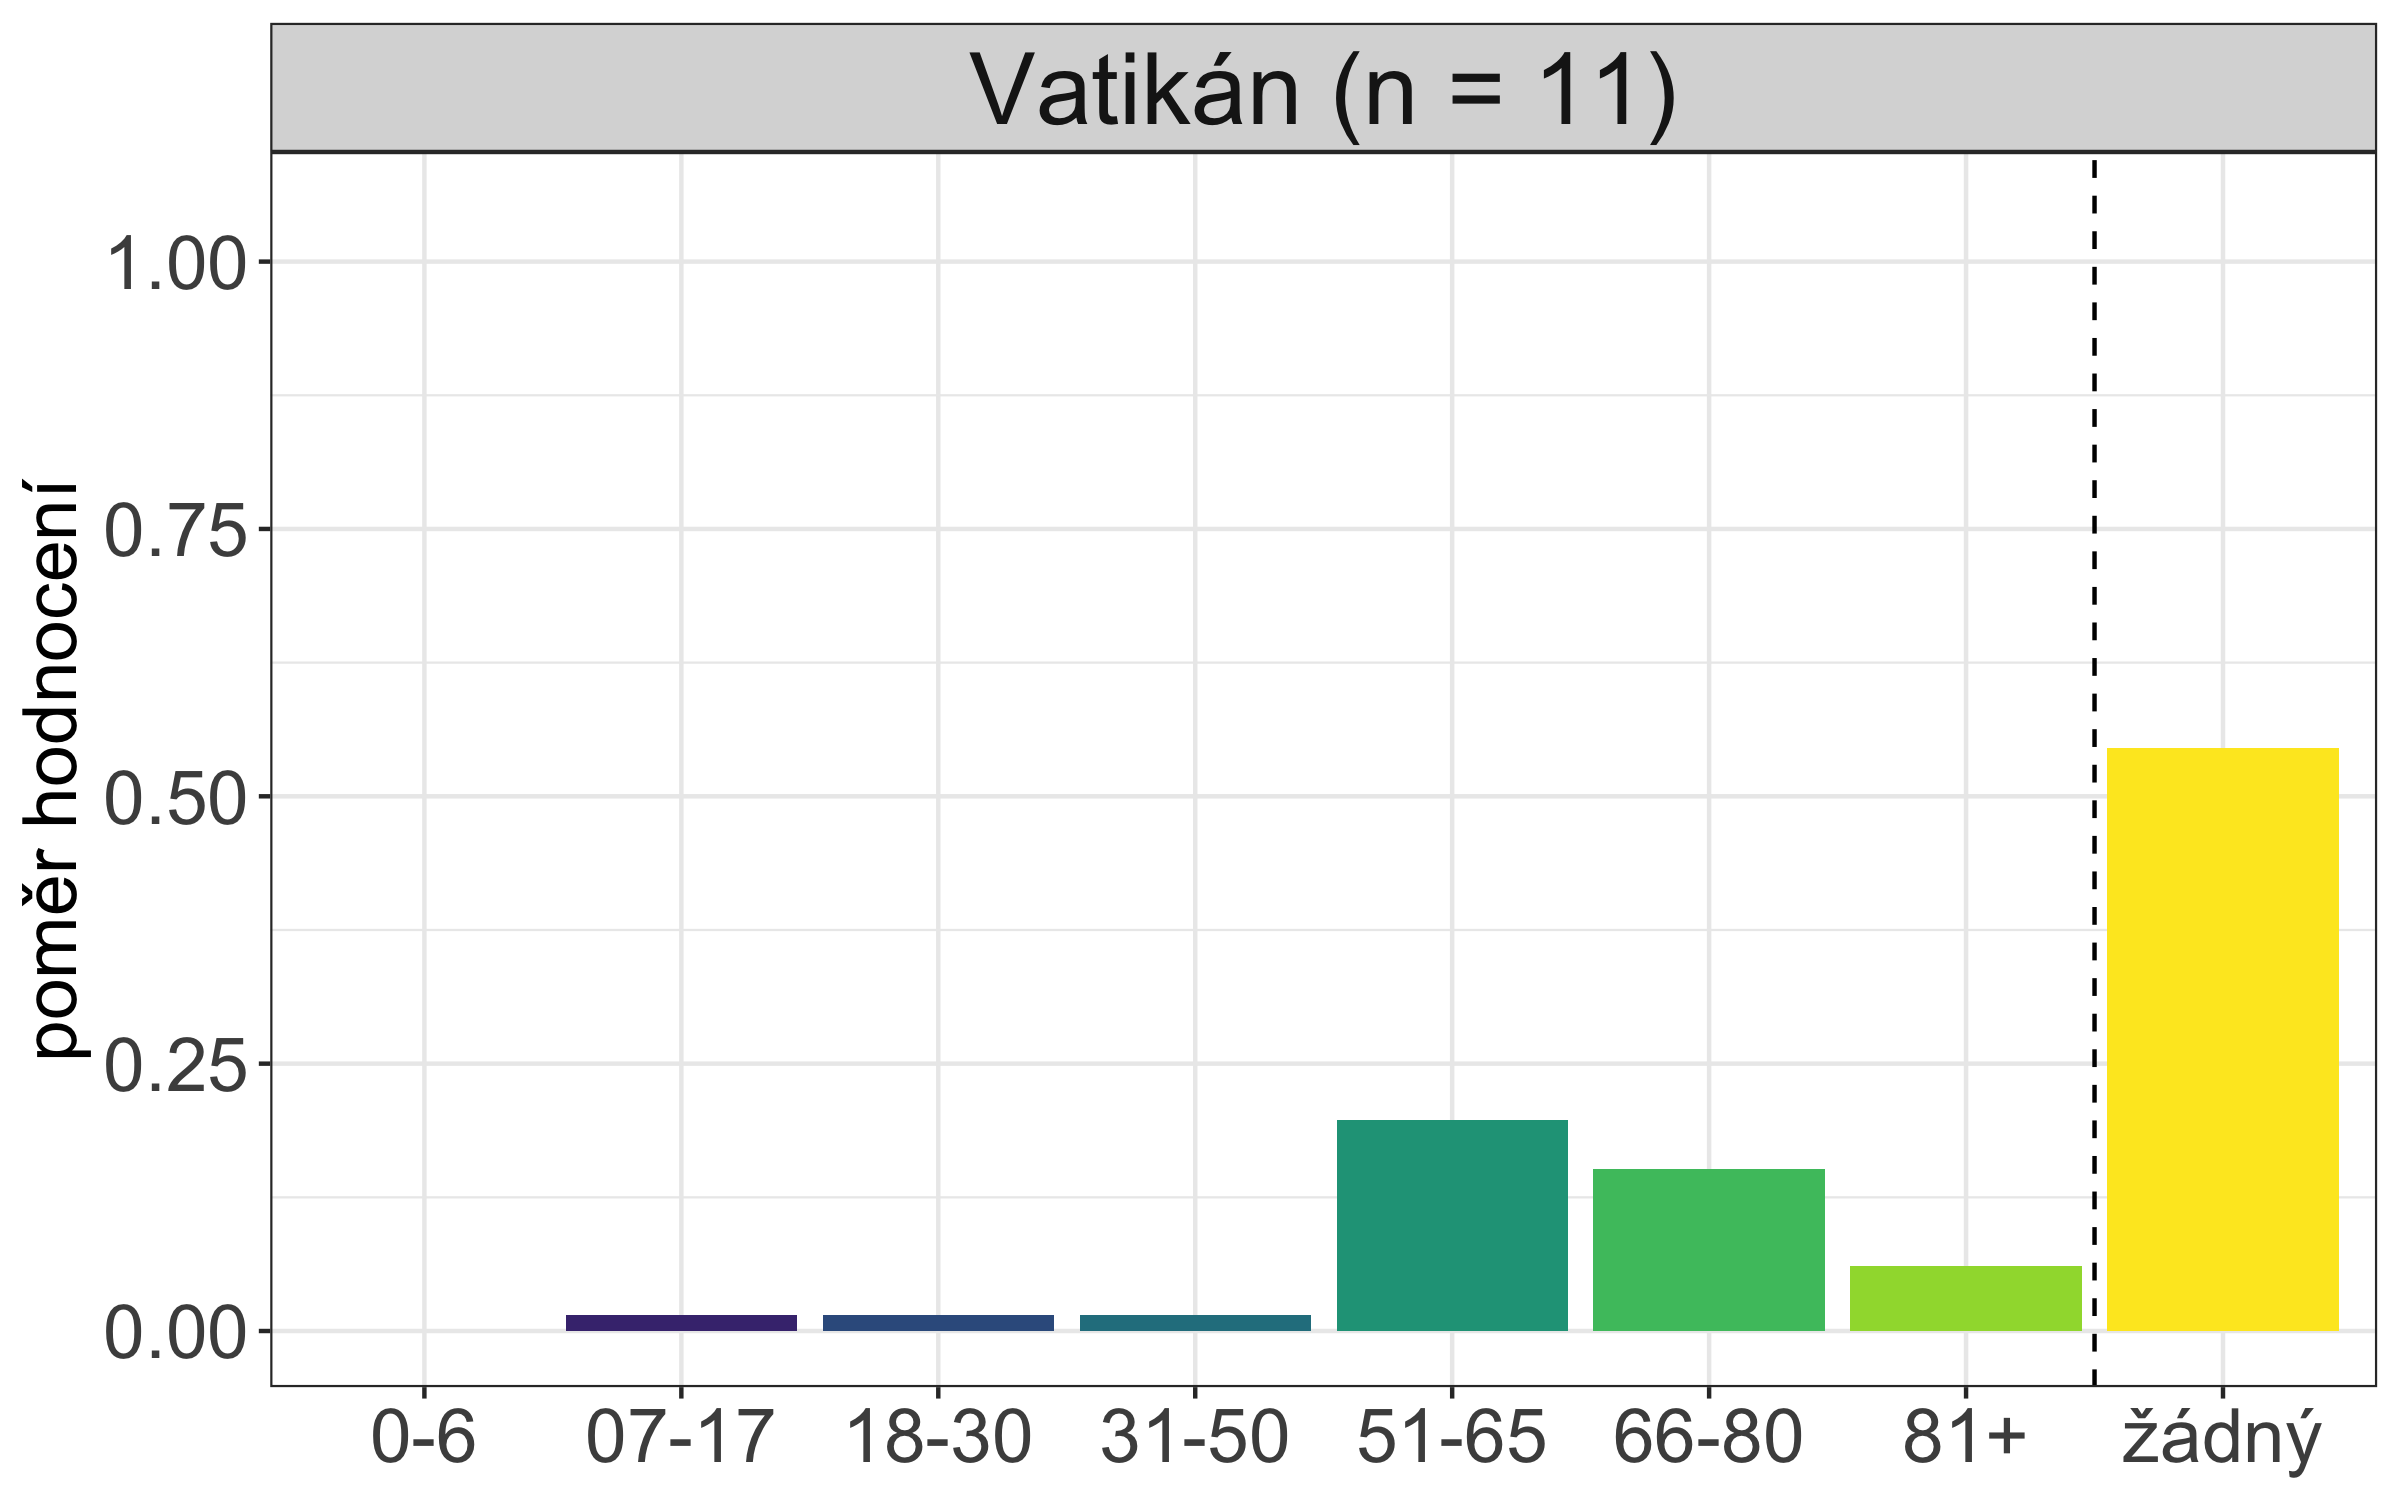 Vatikán (n = 11)
poměr hodnocení
1.00
0.75
0.50
0.25
0.00
0-6 07-17 18-30 31-50 51-65 66-80 81+ žádný